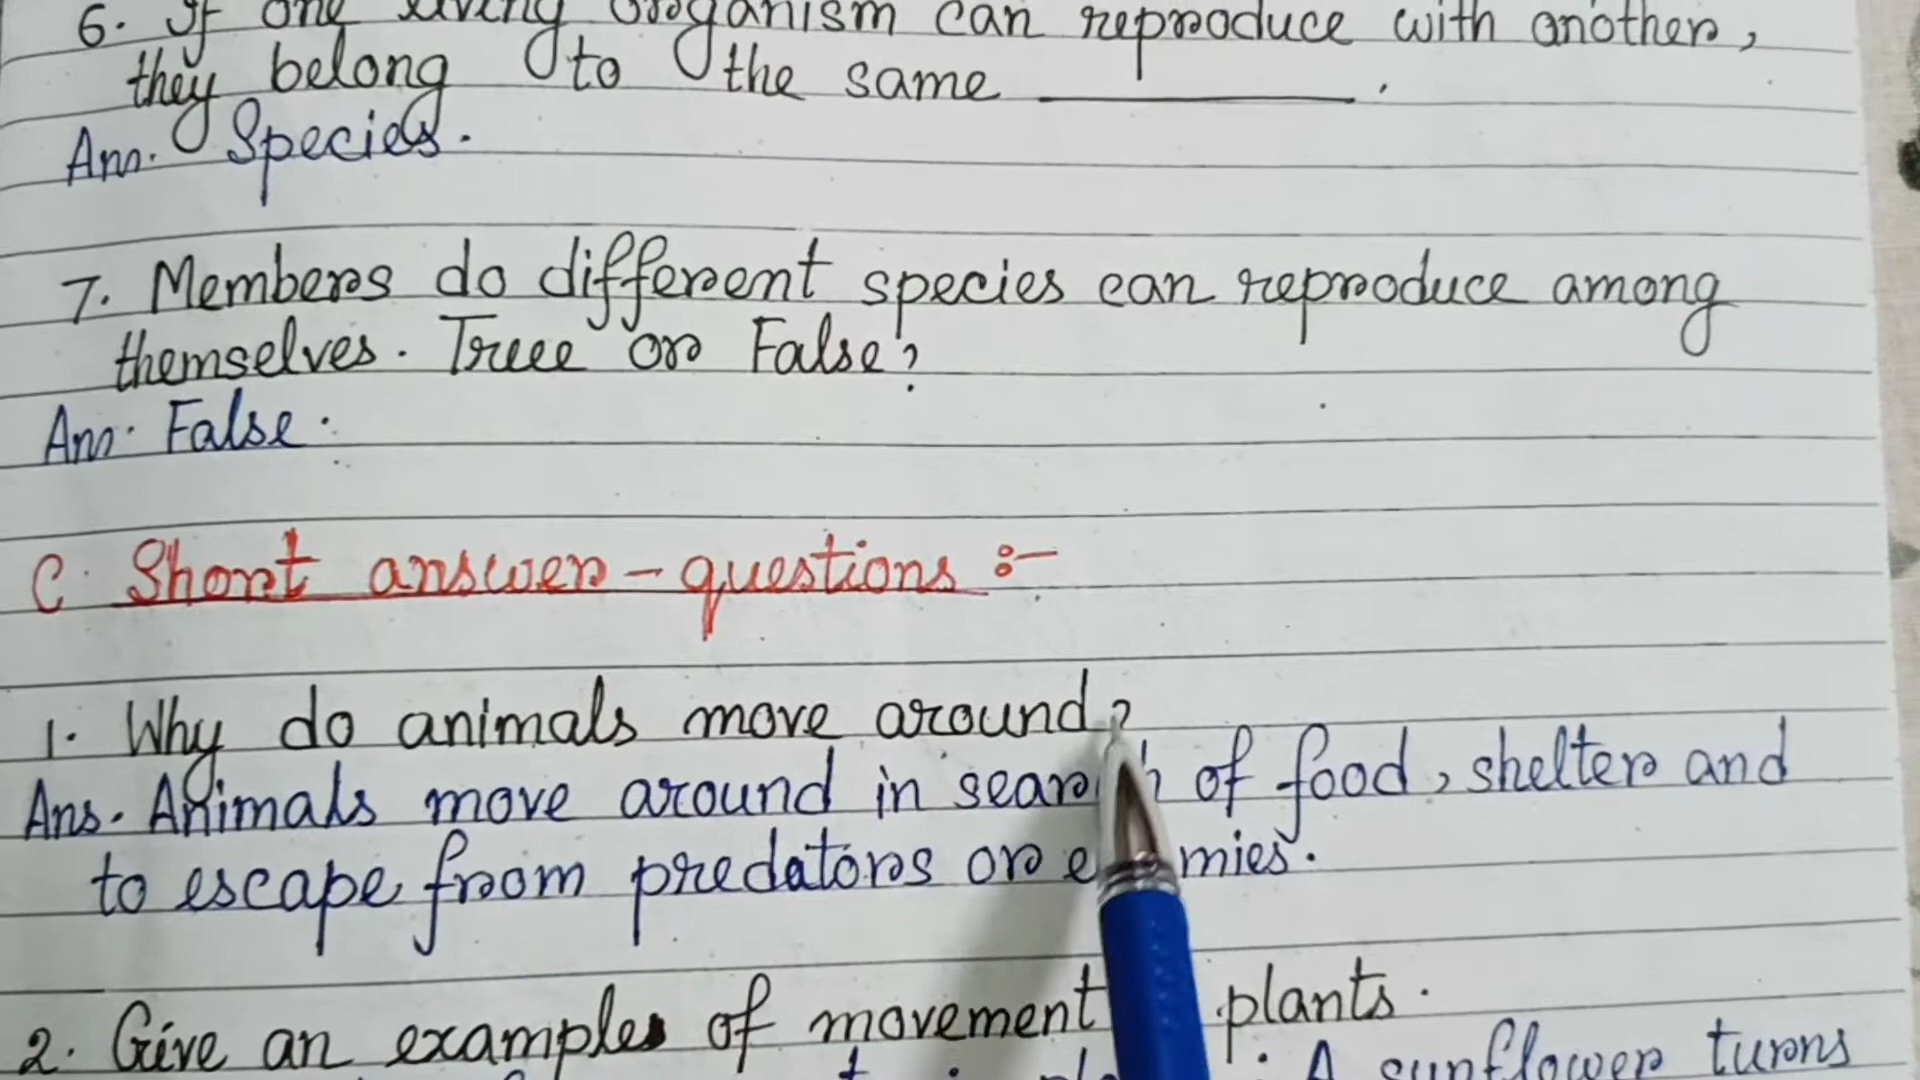 6. If one living organism can reproduce with another,
they belong to the same __________.
Ans. Species.
7. Members do different species can reproduce among
themselves. True or False?
Ans. False.
C. Short answer-questions :-
1. Why do animals move around?
Ans. Animals move around in search of food, shelter and
to escape from predators or enemies.
2. Give an examples of movement plants.
A sunflower turns